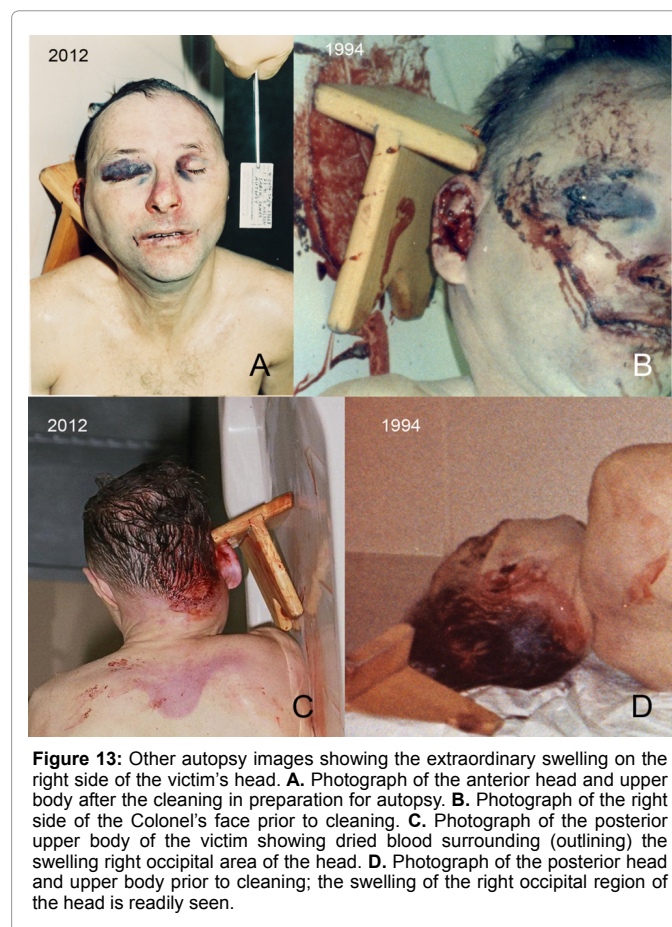 2012
1994
A
B
2012
1994
C
D
Figure 13: Other autopsy images showing the extraordinary swelling on the
right side of the victim's head. A. Photograph of the anterior head and upper
body after the cleaning in preparation for autopsy. B. Photograph of the right
side of the Colonel's face prior to cleaning. C. Photograph of the posterior
upper body of the victim showing dried blood surrounding (outlining) the
swelling right occipital area of the head. D. Photograph of the posterior head
and upper body prior to cleaning; the swelling of the right occipital region of
the head is readily seen.